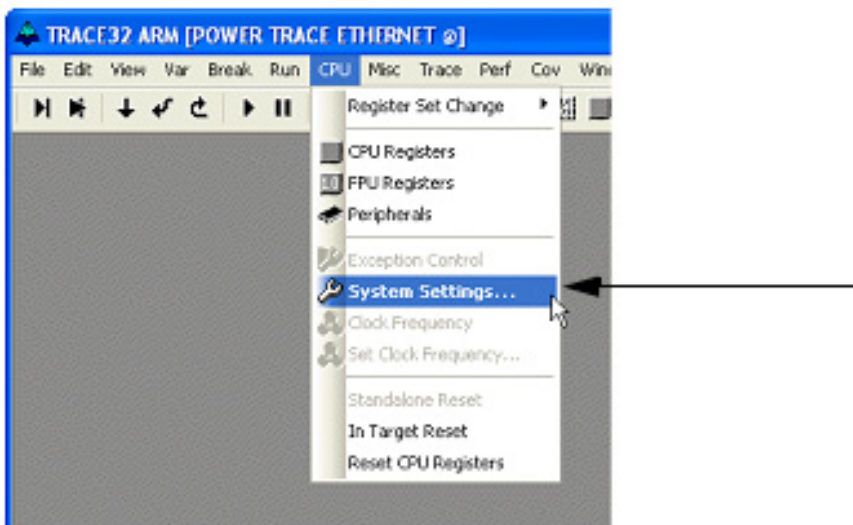 TRACE32 ARM [POWER TRACE ETHERNET @]
File Edit View Var Break Run CPU Misc Trace Perf Cov
Register Set Change
CPU Registers
FPU Registers
Peripherals
Exception Control
System Settings...
Clock Frequency
Set Clock Frequency...
Standalone Reset
In Target Reset
Reset CPU Registers